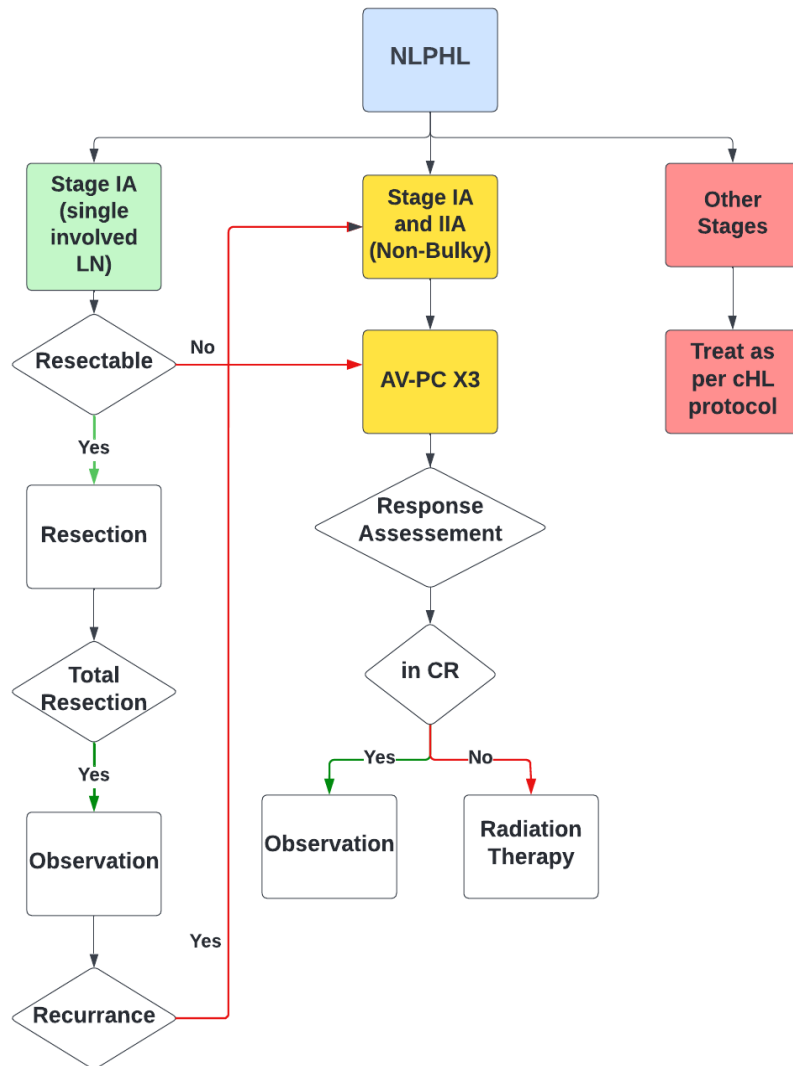 NLPHL
Stage IA
(single
involved
LN)
Stage IA
and IIA
(Non-Bulky)
Other
Stages
Resectable
No
AV-PC X3
Treat as
per cHL
protocol
Yes
Response
Assessement
Resection
Total
Resection
in CR
Yes
Yes
No
Observation
Observation
Radiation
Therapy
Yes
Recurrance